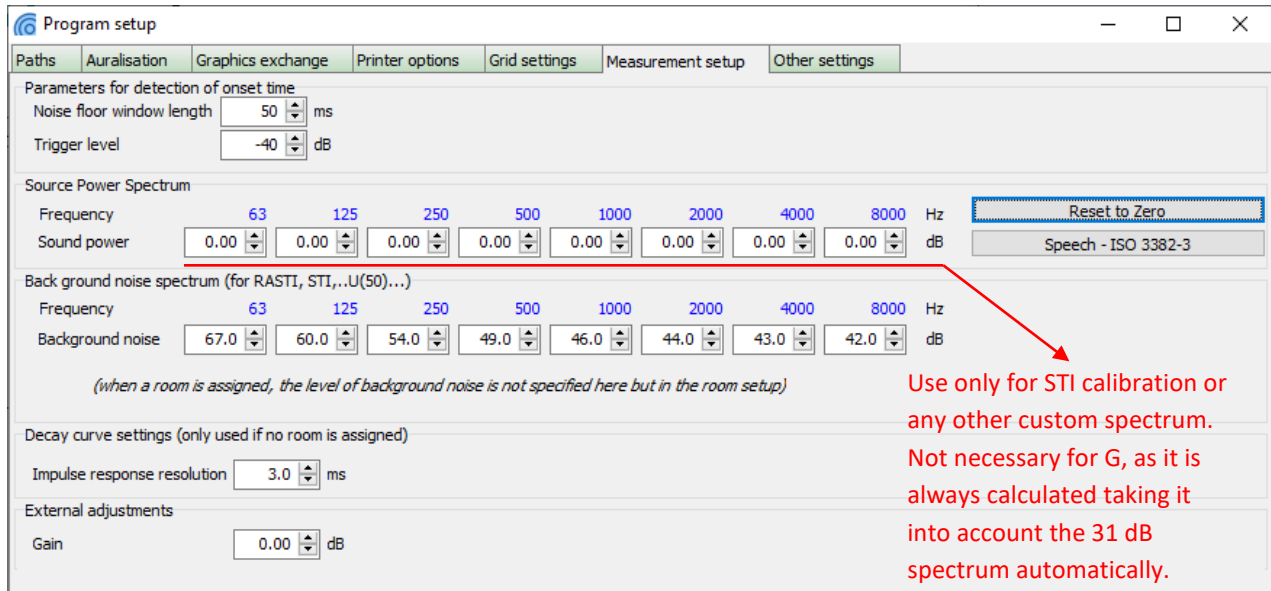 Program setup
Paths Auralisation Graphics exchange Printer options Grid settings Measurement setup Other settings
Parameters for detection of onset time
Noise floor window length 50 ms
Trigger level -40 dB
Source Power Spectrum
Frequency 63 125 250 500 1000 2000 4000 8000 Hz Reset to Zero
Sound power 0.00 0.00 0.00 0.00 0.00 0.00 0.00 0.00 dB Speech - ISO 3382-3
Back ground noise spectrum (for RASTI, STI,..U(50)...)
Frequency 63 125 250 500 1000 2000 4000 8000 Hz
Background noise 67.0 60.0 54.0 49.0 46.0 44.0 43.0 42.0 dB
(when a room is assigned, the level of background noise is not specified here but in the room setup)
Decay curve settings (only used if no room is assigned)
Impulse response resolution 3.0 ms
External adjustments
Gain 0.00 dB
Use only for STI calibration or
any other custom spectrum.
Not necessary for G, as it is
always calculated taking it
into account the 31 dB
spectrum automatically.